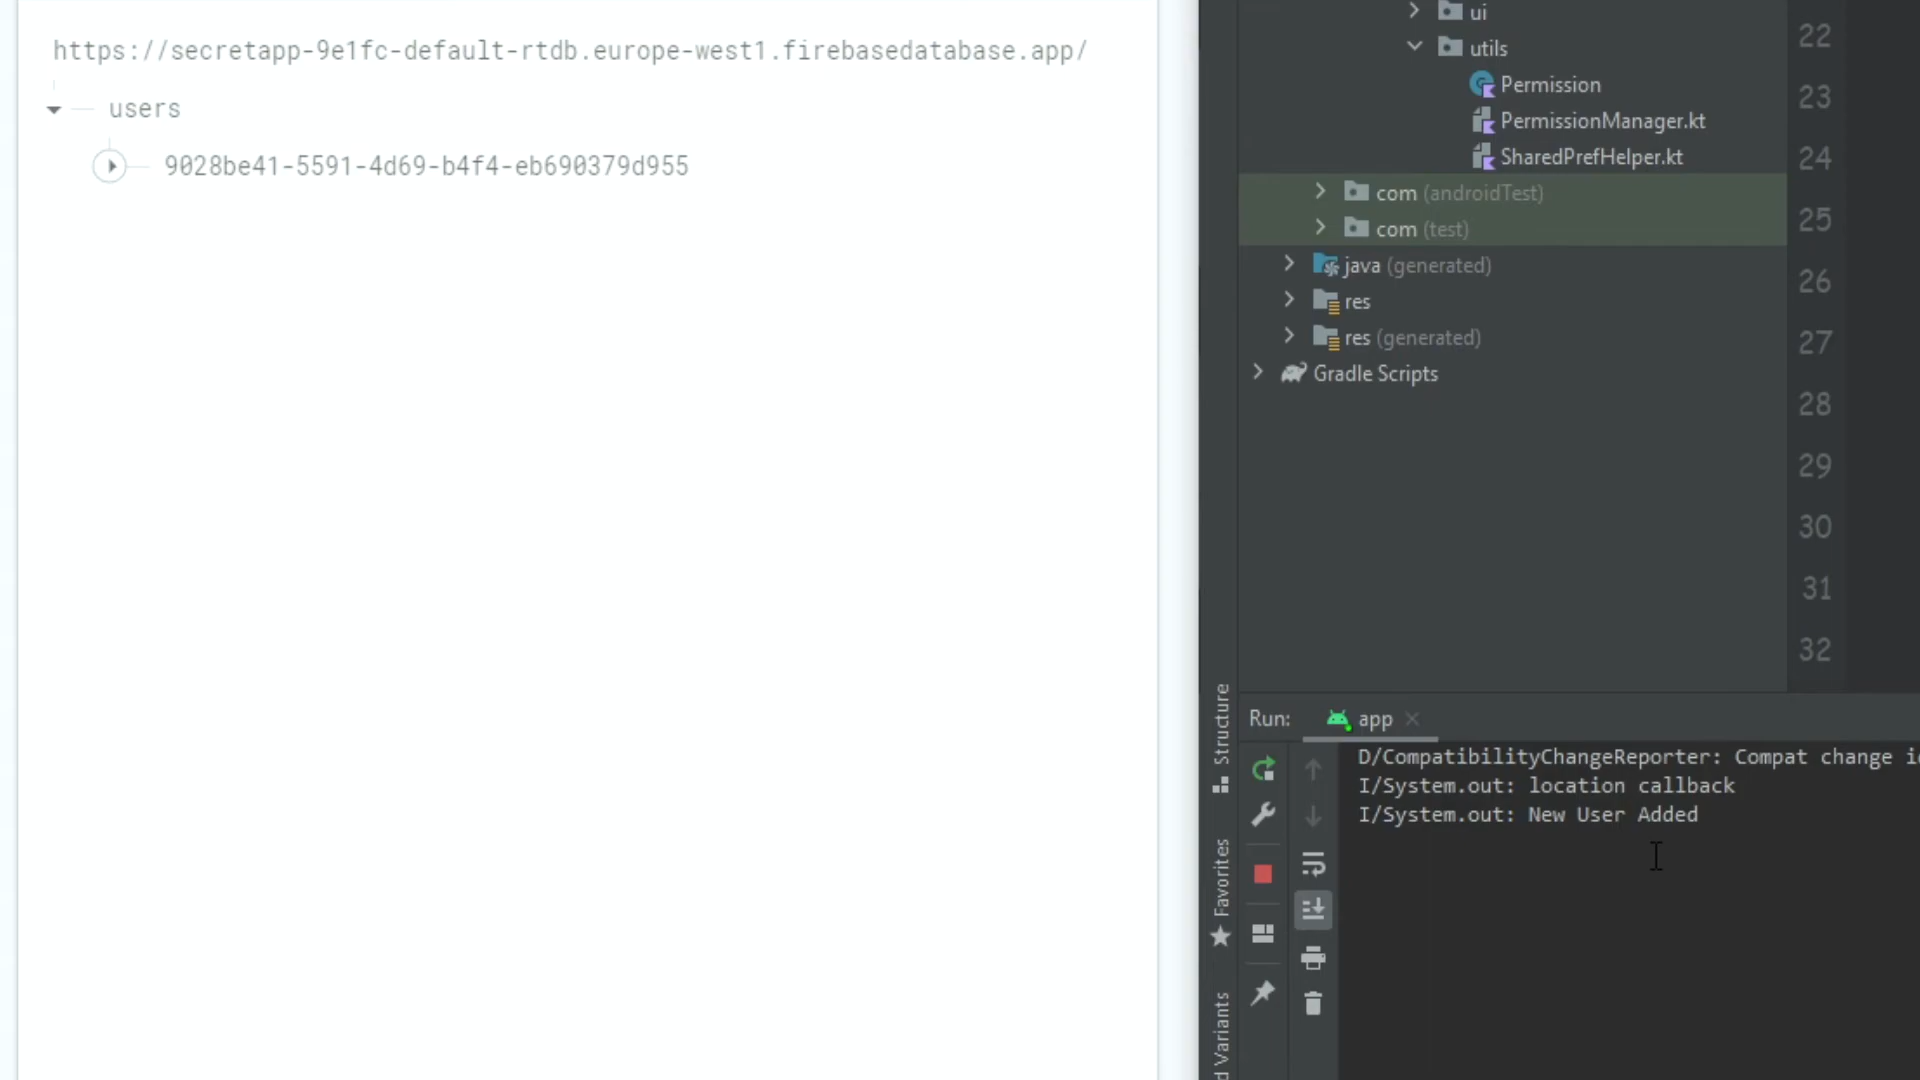 https://secretapp-9e1fc-default-rtdb.europe-west1.firebasedatabase.app/
users
9028be41-5591-4d69-b4f4-eb690379d955
ui
utils
Permission
PermissionManager.kt
SharedPrefHelper.kt
com (androidTest)
com (test)
java (generated)
res
res (generated)
Gradle Scripts
22
23
24
25
26
27
28
29
30
31
32
Structure
Favorites
d Variants
Run: app
D/CompatibilityChangeReporter: Compat change i
I/System.out: location callback
I/System.out: New User Added